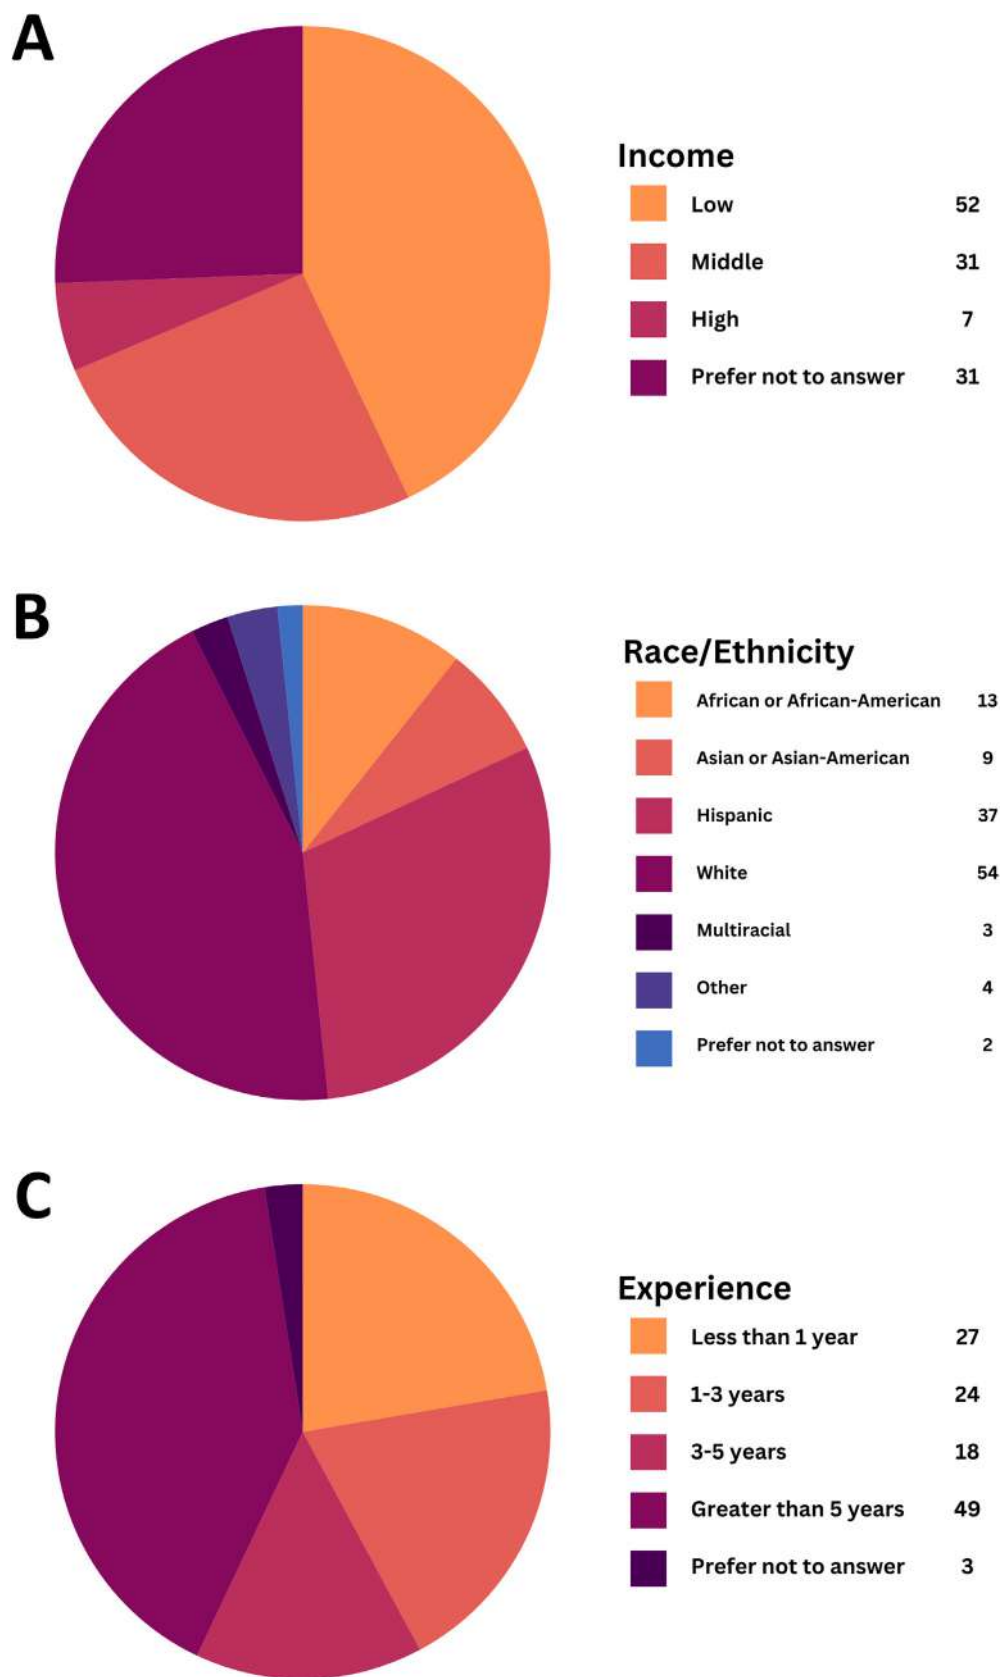 A
Income
Low 52
Middle 31
High 7
Prefer not to answer 31
B
Race/Ethnicity
African or African-American 13
Asian or Asian-American 9
Hispanic 37
White 54
Multiracial 3
Other 4
Prefer not to answer 2
C
Experience
Less than 1 year 27
1-3 years 24
3-5 years 18
Greater than 5 years 49
Prefer not to answer 3